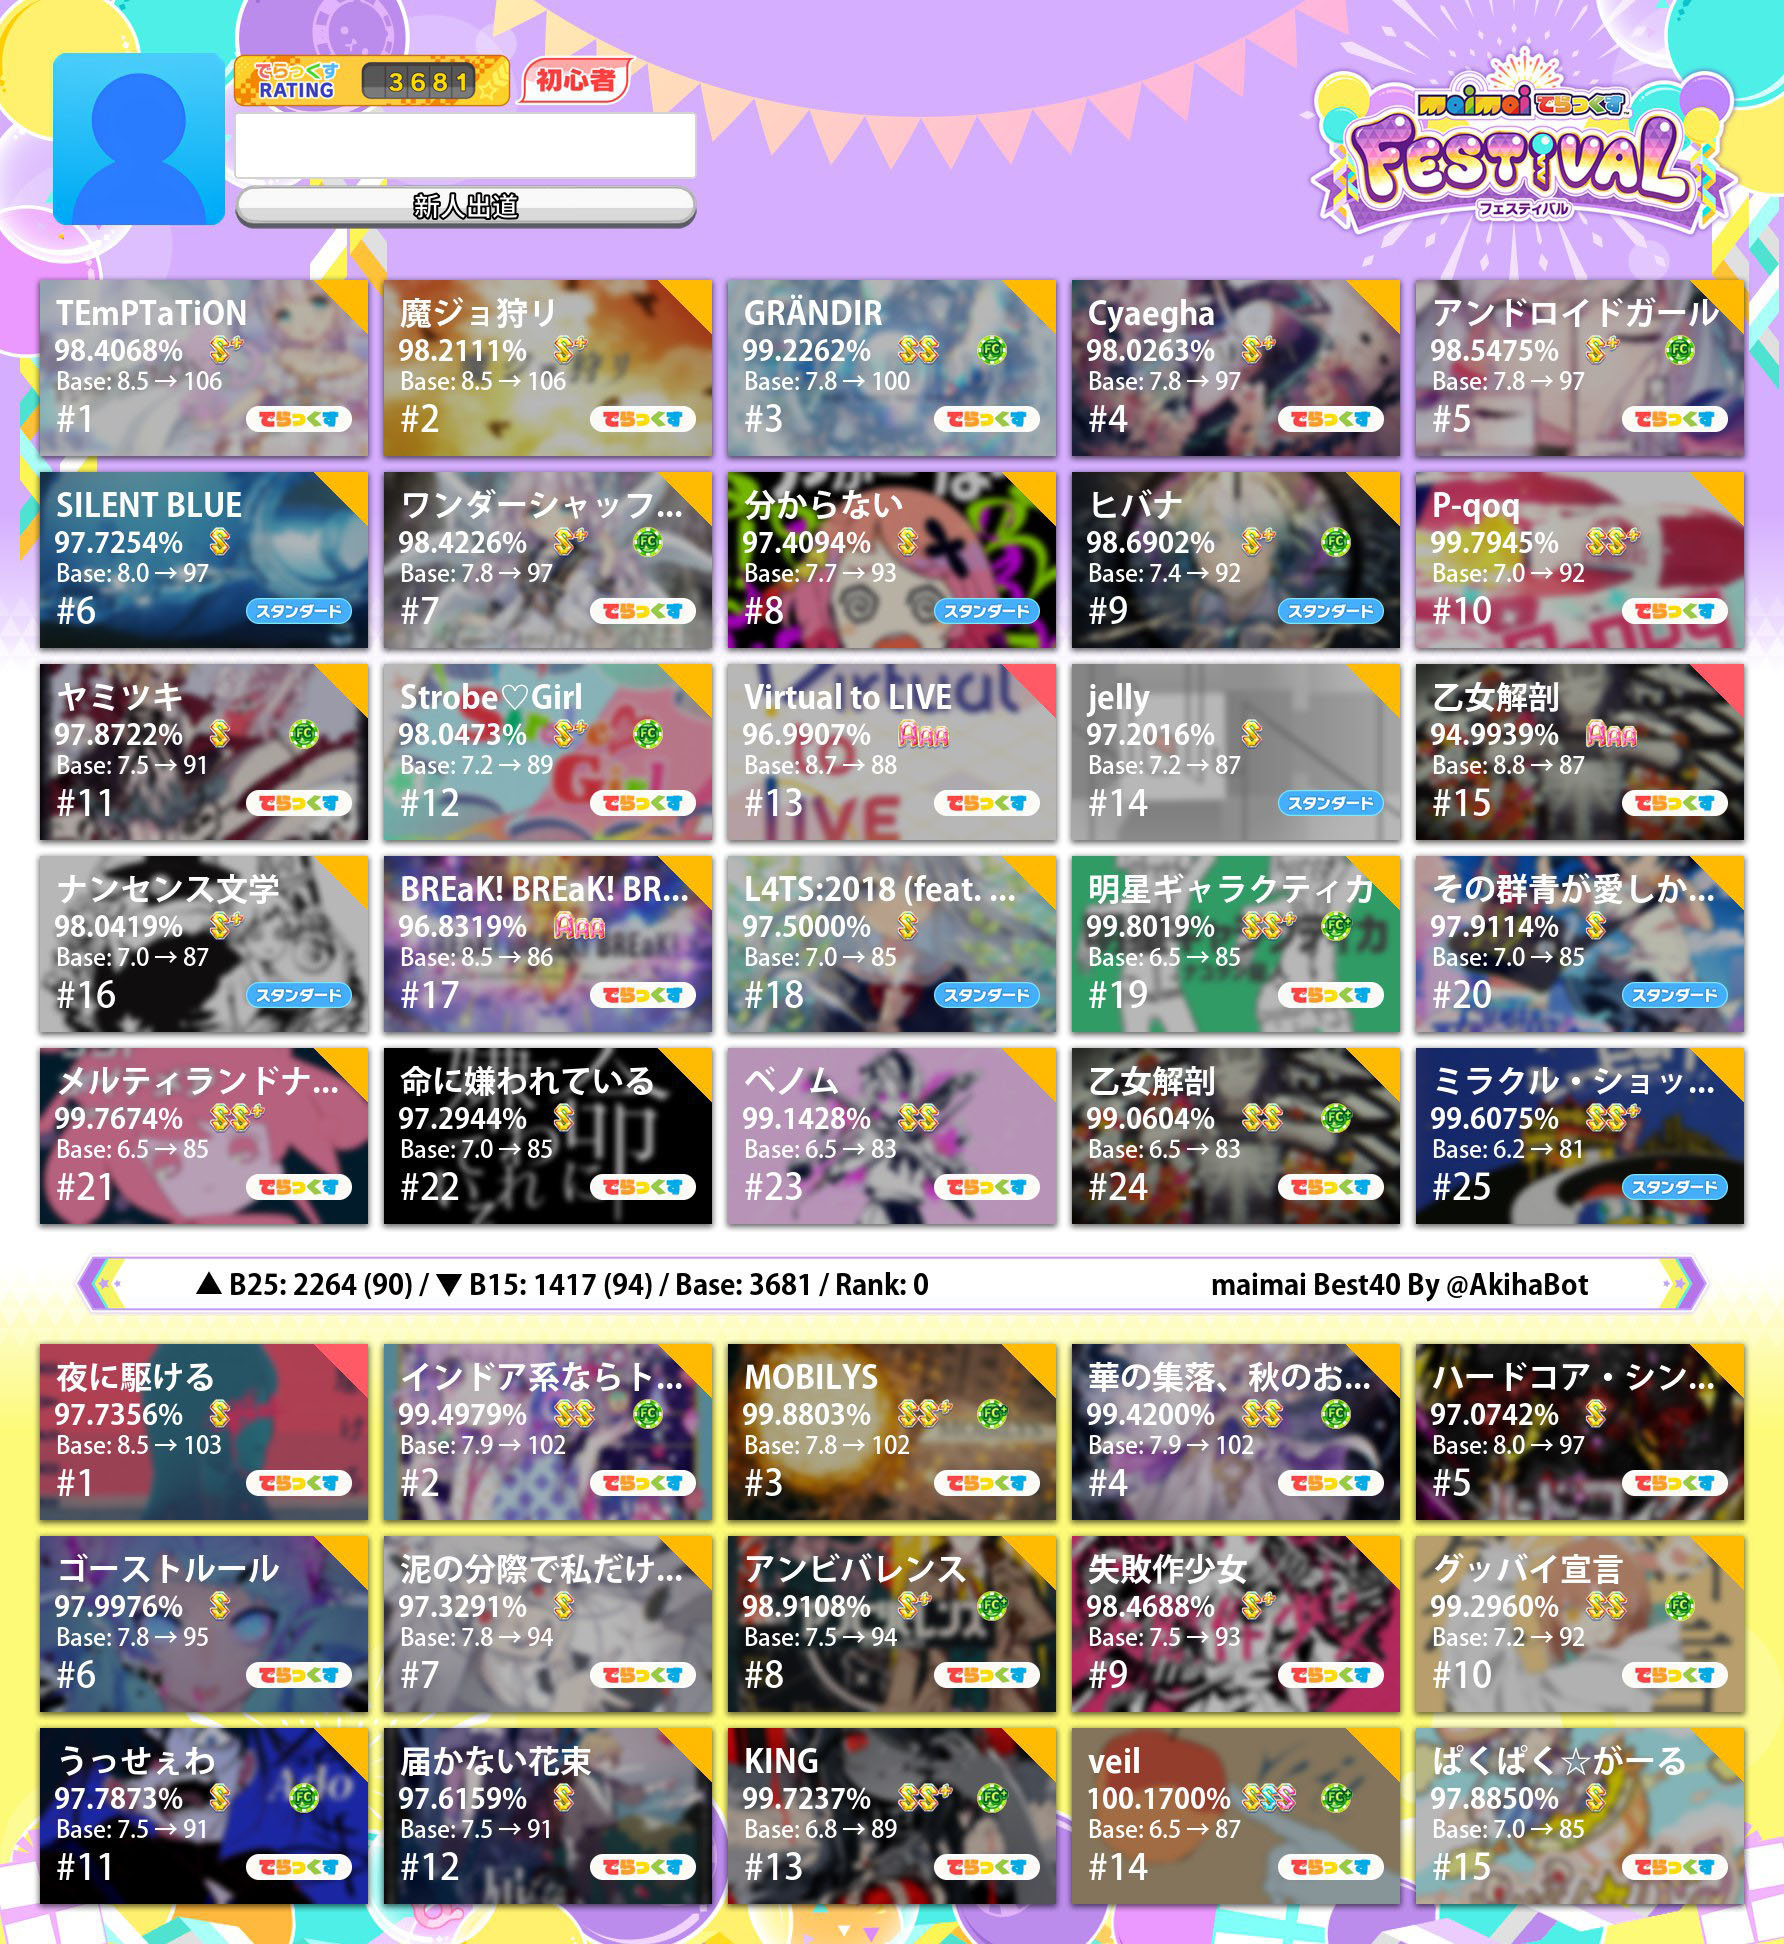 でらっくす
RATING
3681
初心者
新人出道
maimai でらっくす
FESTiVAL
フェスティバル
TEmPTaTiON
98.4068% S+
Base: 8.5 → 106
#1 でらっくす
魔ジョ狩リ
98.2111% S+
Base: 8.5 → 106
#2 でらっくす
GRÄNDIR
99.2262% SS FC
Base: 7.8 → 100
#3 でらっくす
Cyaegha
98.0263% S+
Base: 7.8 → 97
#4 でらっくす
アンドロイドガール
98.5475% S+ FC
Base: 7.8 → 97
#5 でらっくす
SILENT BLUE
97.7254% S
Base: 8.0 → 97
#6 スタンダード
ワンダーシャッフ...
98.4226% S+ FC
Base: 7.8 → 97
#7 でらっくす
分からない
97.4094% S
Base: 7.7 → 93
#8 スタンダード
ヒバナ
98.6902% S+ FC
Base: 7.4 → 92
#9 スタンダード
P-qoq
99.7945% SS+
Base: 7.0 → 92
#10 でらっくす
ヤミツキ
97.8722% S FC
Base: 7.5 → 91
#11 でらっくす
Strobe♡Girl
98.0473% S+ FC
Base: 7.2 → 89
#12 でらっくす
Virtual to LIVE
96.9907% AAA
Base: 8.7 → 88
#13 でらっくす
jelly
97.2016% S
Base: 7.2 → 87
#14 スタンダード
乙女解剖
94.9939% AAA
Base: 8.8 → 87
#15 でらっくす
ナンセンス文学
98.0419% S+
Base: 7.0 → 87
#16 スタンダード
BREaK! BREaK! BR...
96.8319% AAA
Base: 8.5 → 86
#17 でらっくす
L4TS:2018 (feat. ...
97.5000% S
Base: 7.0 → 85
#18 スタンダード
明星ギャラクティカ
99.8019% SS+ FC+
Base: 6.5 → 85
#19 でらっくす
その群青が愛しか...
97.9114% S
Base: 7.0 → 85
#20 スタンダード
メルティランドナ...
99.7674% SS+
Base: 6.5 → 85
#21 でらっくす
命に嫌われている
97.2944% S
Base: 7.0 → 85
#22 でらっくす
ベノム
99.1428% SS
Base: 6.5 → 83
#23 でらっくす
乙女解剖
99.0604% SS FC+
Base: 6.5 → 83
#24 でらっくす
ミラクル・ショッ...
99.6075% SS+
Base: 6.2 → 81
#25 スタンダード
▲ B25: 2264 (90) / ▼ B15: 1417 (94) / Base: 3681 / Rank: 0
maimai Best40 By @AkihaBot
夜に駆ける
97.7356% S
Base: 8.5 → 103
#1 でらっくす
インドア系ならト...
99.4979% SS FC
Base: 7.9 → 102
#2 でらっくす
MOBILYS
99.8803% SS+ FC+
Base: 7.8 → 102
#3 でらっくす
華の集落、秋のお...
99.4200% SS FC
Base: 7.9 → 102
#4 でらっくす
ハードコア・シン...
97.0742% S
Base: 8.0 → 97
#5 でらっくす
ゴーストルール
97.9976% S
Base: 7.8 → 95
#6 でらっくす
泥の分際で私だけ...
97.3291% S
Base: 7.8 → 94
#7 でらっくす
アンビバレンス
98.9108% S+ FC+
Base: 7.5 → 94
#8 でらっくす
失敗作少女
98.4688% S+
Base: 7.5 → 93
#9 でらっくす
グッバイ宣言
99.2960% SS FC
Base: 7.2 → 92
#10 でらっくす
うっせぇわ
97.7873% S FC
Base: 7.5 → 91
#11 でらっくす
届かない花束
97.6159% S
Base: 7.5 → 91
#12 でらっくす
KING
99.7237% SS+ FC+
Base: 6.8 → 89
#13 でらっくす
veil
100.1700% SSS FC+
Base: 6.5 → 87
#14 でらっくす
ぱくぱく☆がーる
97.8850% S
Base: 7.0 → 85
#15 でらっくす